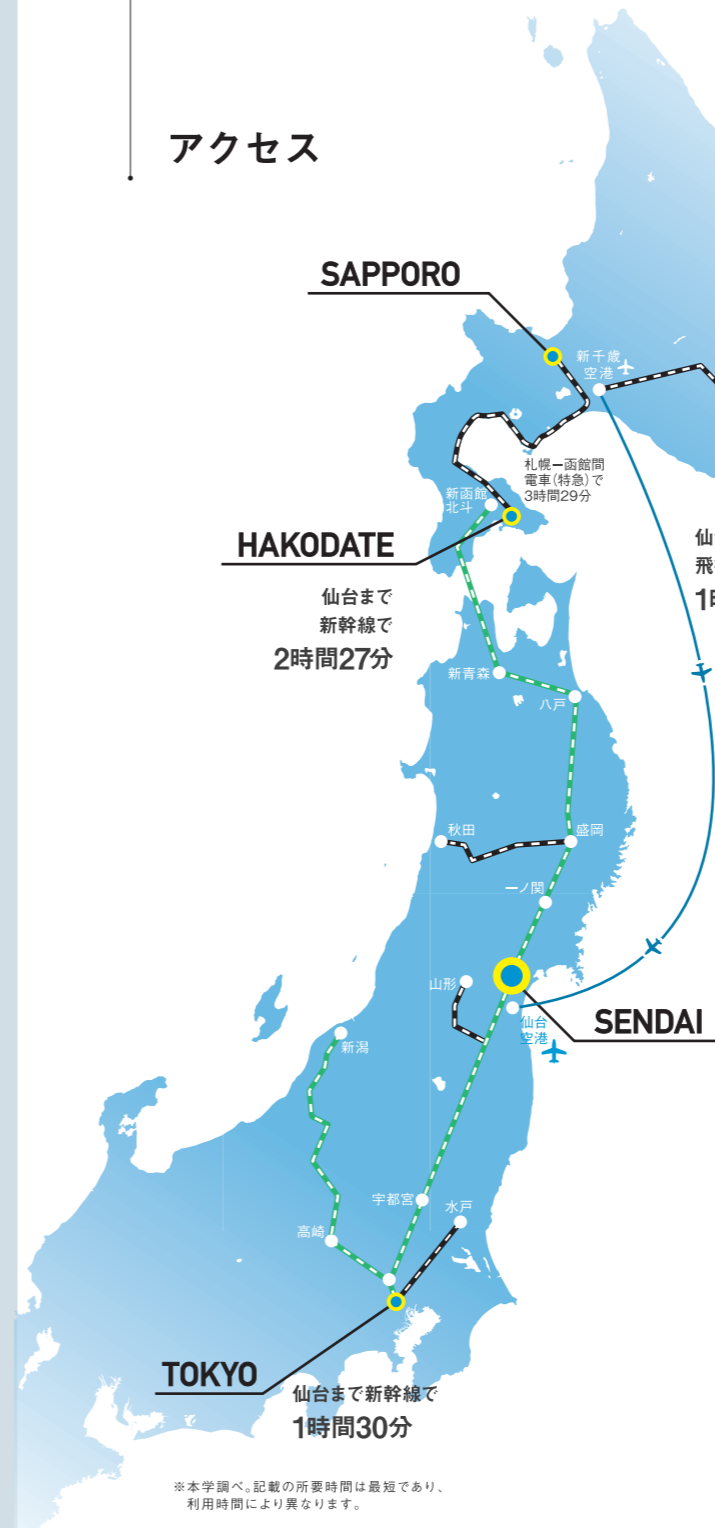 アクセス
SAPPORO
新千歳
空港
札幌ー函館間
電車(特急)で
3時間29分
新函館
北斗
HAKODATE
仙台まで
新幹線で
2時間27分
飛
1
新青森
八戸
秋田
盛岡
一ノ関
山形
仙台
空港
SENDAI
新潟
宇都宮
水戸
高崎
TOKYO
仙台まで新幹線で
1時間30分
※本学調べ。記載の所要時間は最短であり、
利用時間により異なります。